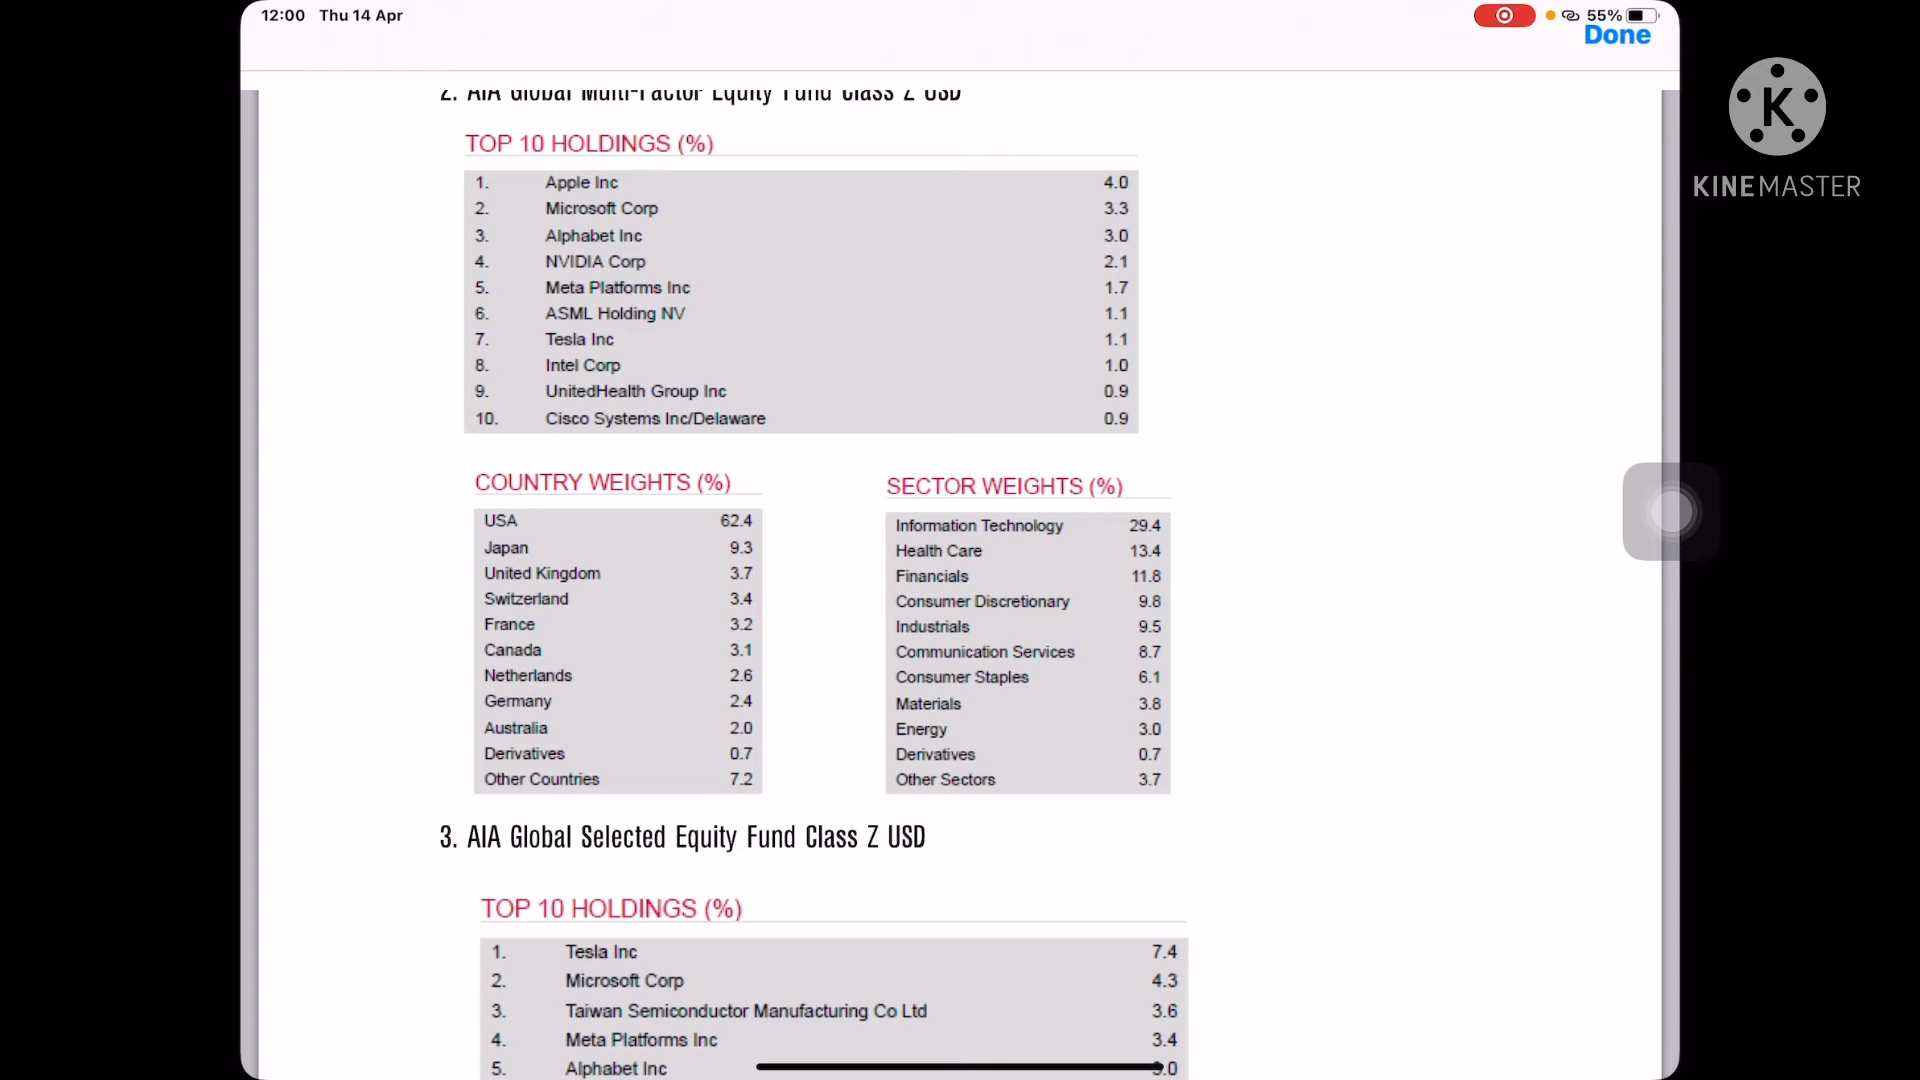 12:00 Thu 14 Apr
55%
Done
KINEMASTER
2. AIA Global Multi-Factor Equity Fund Class Z USD
TOP 10 HOLDINGS (%)
1. Apple Inc 4.0
2. Microsoft Corp 3.3
3. Alphabet Inc 3.0
4. NVIDIA Corp 2.1
5. Meta Platforms Inc 1.7
6. ASML Holding NV 1.1
7. Tesla Inc 1.1
8. Intel Corp 1.0
9. UnitedHealth Group Inc 0.9
10. Cisco Systems Inc/Delaware 0.9
COUNTRY WEIGHTS (%)
USA 62.4
Japan 9.3
United Kingdom 3.7
Switzerland 3.4
France 3.2
Canada 3.1
Netherlands 2.6
Germany 2.4
Australia 2.0
Derivatives 0.7
Other Countries 7.2
SECTOR WEIGHTS (%)
Information Technology 29.4
Health Care 13.4
Financials 11.8
Consumer Discretionary 9.8
Industrials 9.5
Communication Services 8.7
Consumer Staples 6.1
Materials 3.8
Energy 3.0
Derivatives 0.7
Other Sectors 3.7
3. AIA Global Selected Equity Fund Class Z USD
TOP 10 HOLDINGS (%)
1. Tesla Inc 7.4
2. Microsoft Corp 4.3
3. Taiwan Semiconductor Manufacturing Co Ltd 3.6
4. Meta Platforms Inc 3.4
5. Alphabet Inc